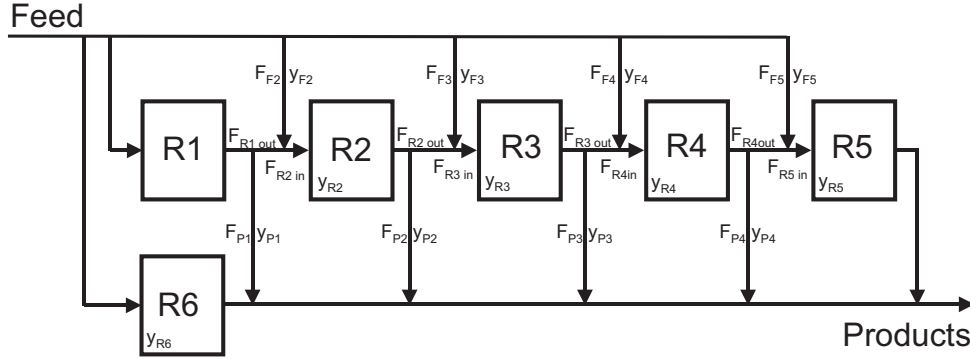 Feed
F_F2 y_F2
F_F3 y_F3
F_F4 y_F4
F_F5 y_F5
R1
F_R1 out
F_R2 in
R2
y_R2
F_R2 out
F_R3 in
R3
y_R3
F_R3 out
F_R4in
R4
y_R4
F_R4out
F_R5 in
R5
y_R5
F_P1 y_P1
F_P2 y_P2
F_P3 y_P3
F_P4 y_P4
R6
y_R6
Products